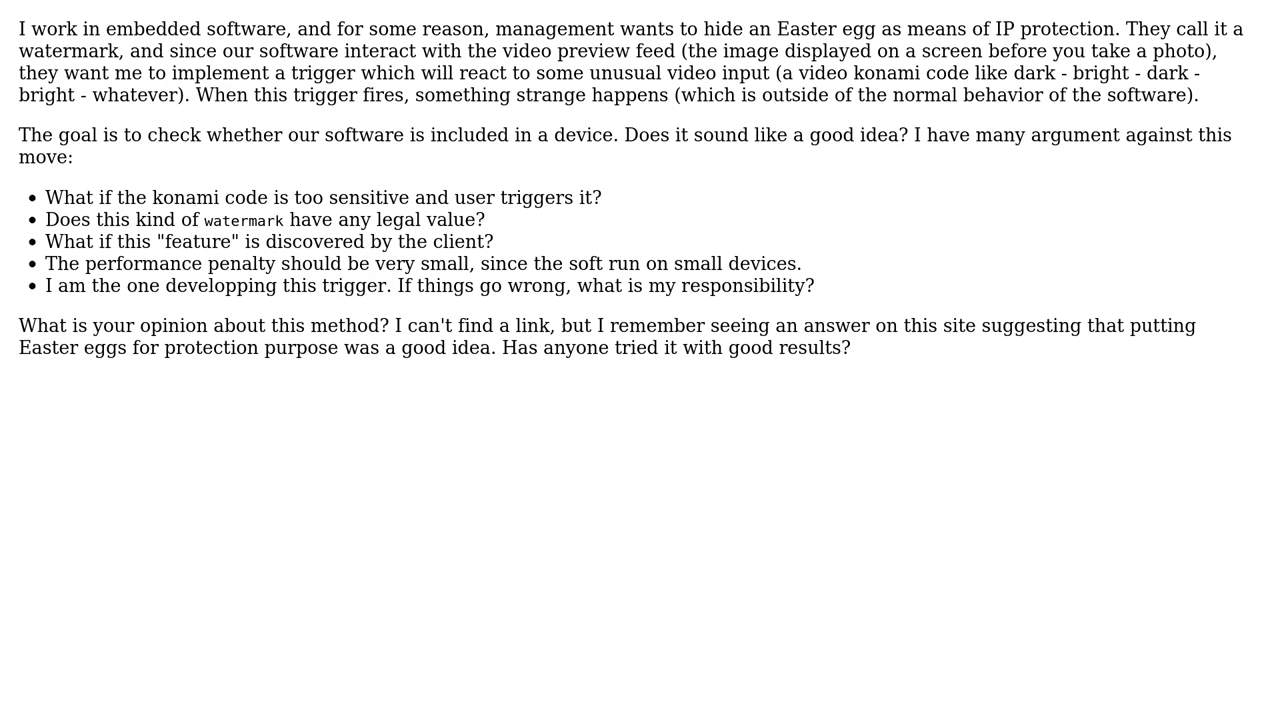 I work in embedded software, and for some reason, management wants to hide an Easter egg as means of IP protection. They call it a
watermark, and since our software interact with the video preview feed (the image displayed on a screen before you take a photo),
they want me to implement a trigger which will react to some unusual video input (a video konami code like dark - bright - dark -
bright - whatever). When this trigger fires, something strange happens (which is outside of the normal behavior of the software).
The goal is to check whether our software is included in a device. Does it sound like a good idea? I have many argument against this
move:
• What if the konami code is too sensitive and user triggers it?
• Does this kind of watermark have any legal value?
• What if this "feature" is discovered by the client?
• The performance penalty should be very small, since the soft run on small devices.
• I am the one developping this trigger. If things go wrong, what is my responsibility?
What is your opinion about this method? I can't find a link, but I remember seeing an answer on this site suggesting that putting
Easter eggs for protection purpose was a good idea. Has anyone tried it with good results?